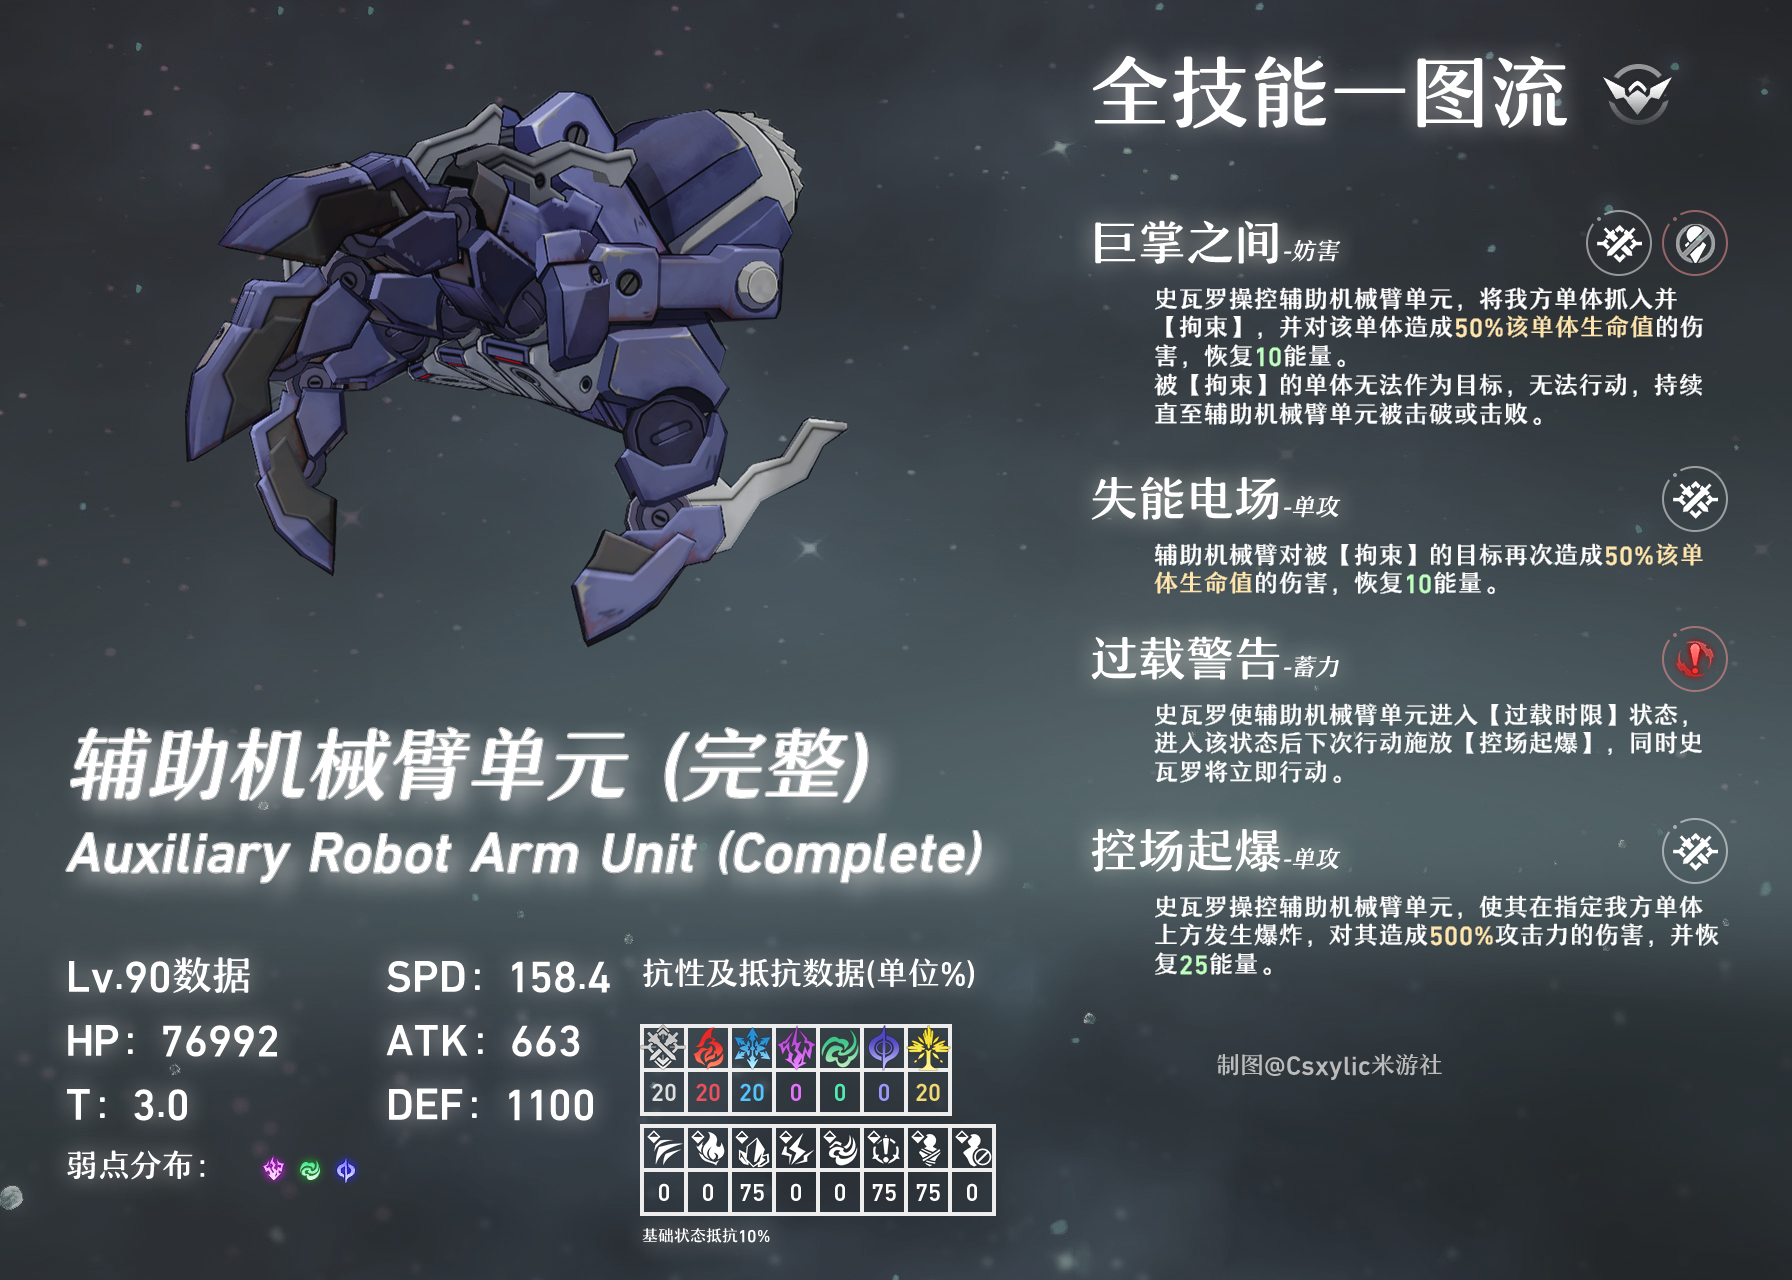 全技能一图流
巨掌之间-妨害
史瓦罗操控辅助机械臂单元，将我方单体抓入并
【拘束】，并对该单体造成50%该单体生命值的伤
害，恢复10能量。
被【拘束】的单体无法作为目标，无法行动，持续
直至辅助机械臂单元被击破或击败。
失能电场-单攻
辅助机械臂对被【拘束】的目标再次造成50%该单
体生命值的伤害，恢复10能量。
过载警告-蓄力
史瓦罗使辅助机械臂单元进入【过载时限】状态，
进入该状态后下次行动施放【控场起爆】，同时史
瓦罗将立即行动。
控场起爆-单攻
史瓦罗操控辅助机械臂单元，使其在指定我方单体
上方发生爆炸，对其造成500%攻击力的伤害，并恢
复25能量。
制图@Csxylic米游社
辅助机械臂单元 (完整)
Auxiliary Robot Arm Unit (Complete)
Lv.90数据
SPD： 158.4
HP： 76992
ATK： 663
T： 3.0
DEF： 1100
弱点分布：
抗性及抵抗数据(单位%)
20 20 20 0 0 0 20
0 0 75 0 0 75 75 0
基础状态抵抗10%